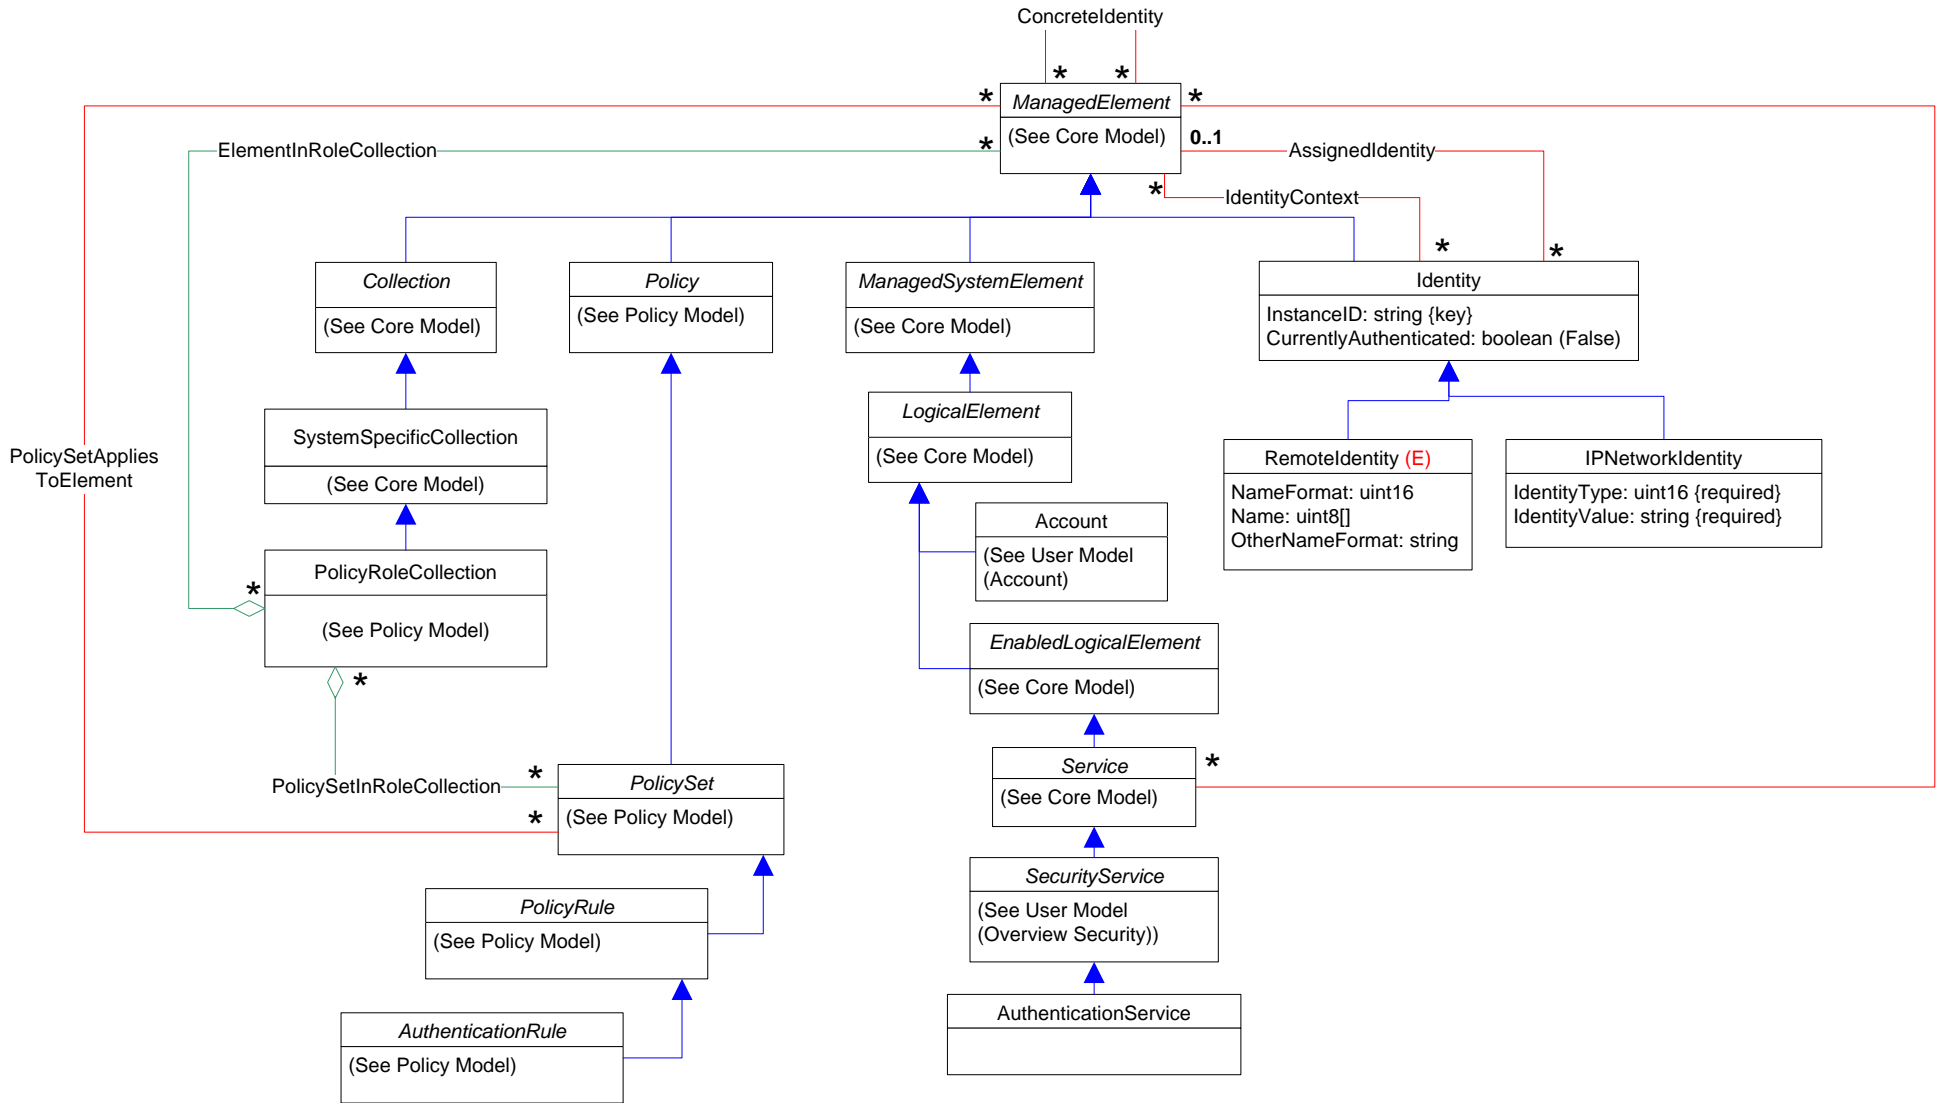 ConcreteIdentity
* *
* ManagedElement *
(See Core Model)
0..1
ElementInRoleCollection
*
AssignedIdentity
*
IdentityContext
* *
Collection
(See Core Model)
Policy
(See Policy Model)
ManagedSystemElement
(See Core Model)
Identity
InstanceID: string {key}
CurrentlyAuthenticated: boolean (False)
SystemSpecificCollection
(See Core Model)
LogicalElement
(See Core Model)
RemoteIdentity (E)
NameFormat: uint16
Name: uint8[]
OtherNameFormat: string
IPNetworkIdentity
IdentityType: uint16 {required}
IdentityValue: string {required}
PolicySetApplies
ToElement
Account
(See User Model
(Account)
PolicyRoleCollection
(See Policy Model)
*
*
EnabledLogicalElement
(See Core Model)
PolicySetInRoleCollection
*
*
PolicySet
(See Policy Model)
Service
(See Core Model)
*
SecurityService
(See User Model
(Overview Security))
PolicyRule
(See Policy Model)
AuthenticationService
AuthenticationRule
(See Policy Model)